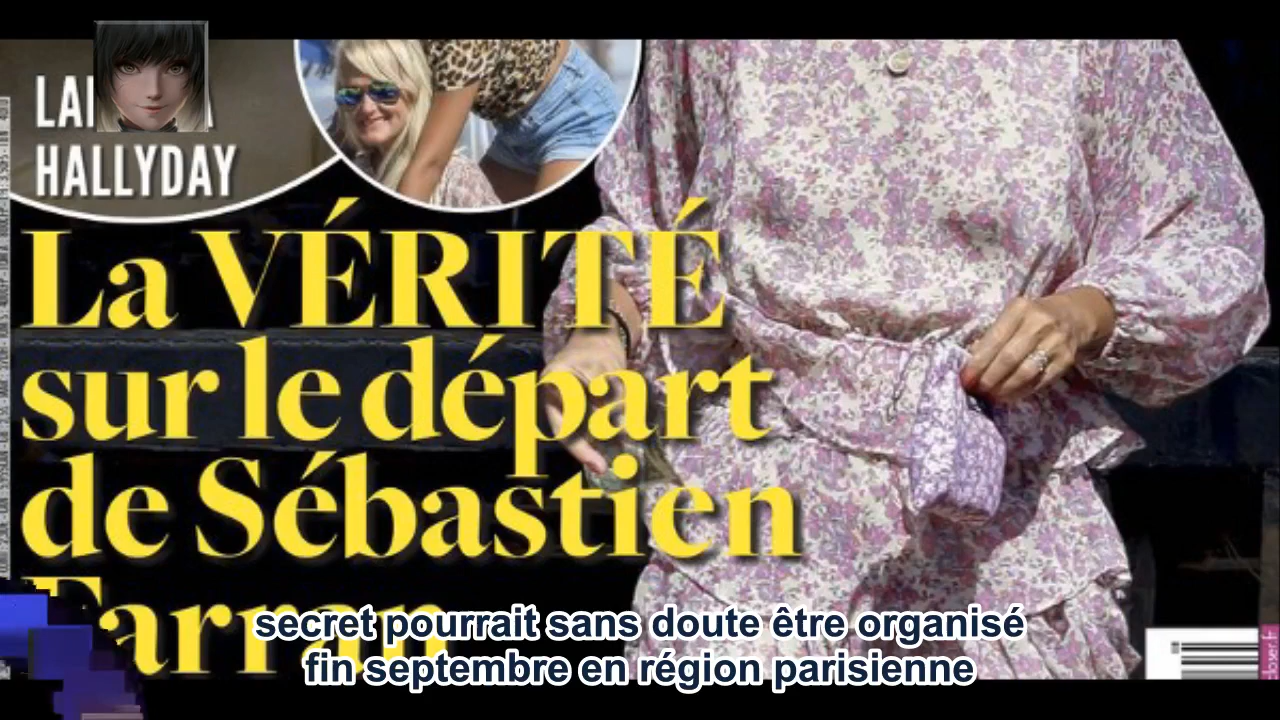 HALLYDAY
La VÉRITÉ
sur le départ
de Sébastien
Farran
secret pourrait sans doute être organisé
fin septembre en région parisienne